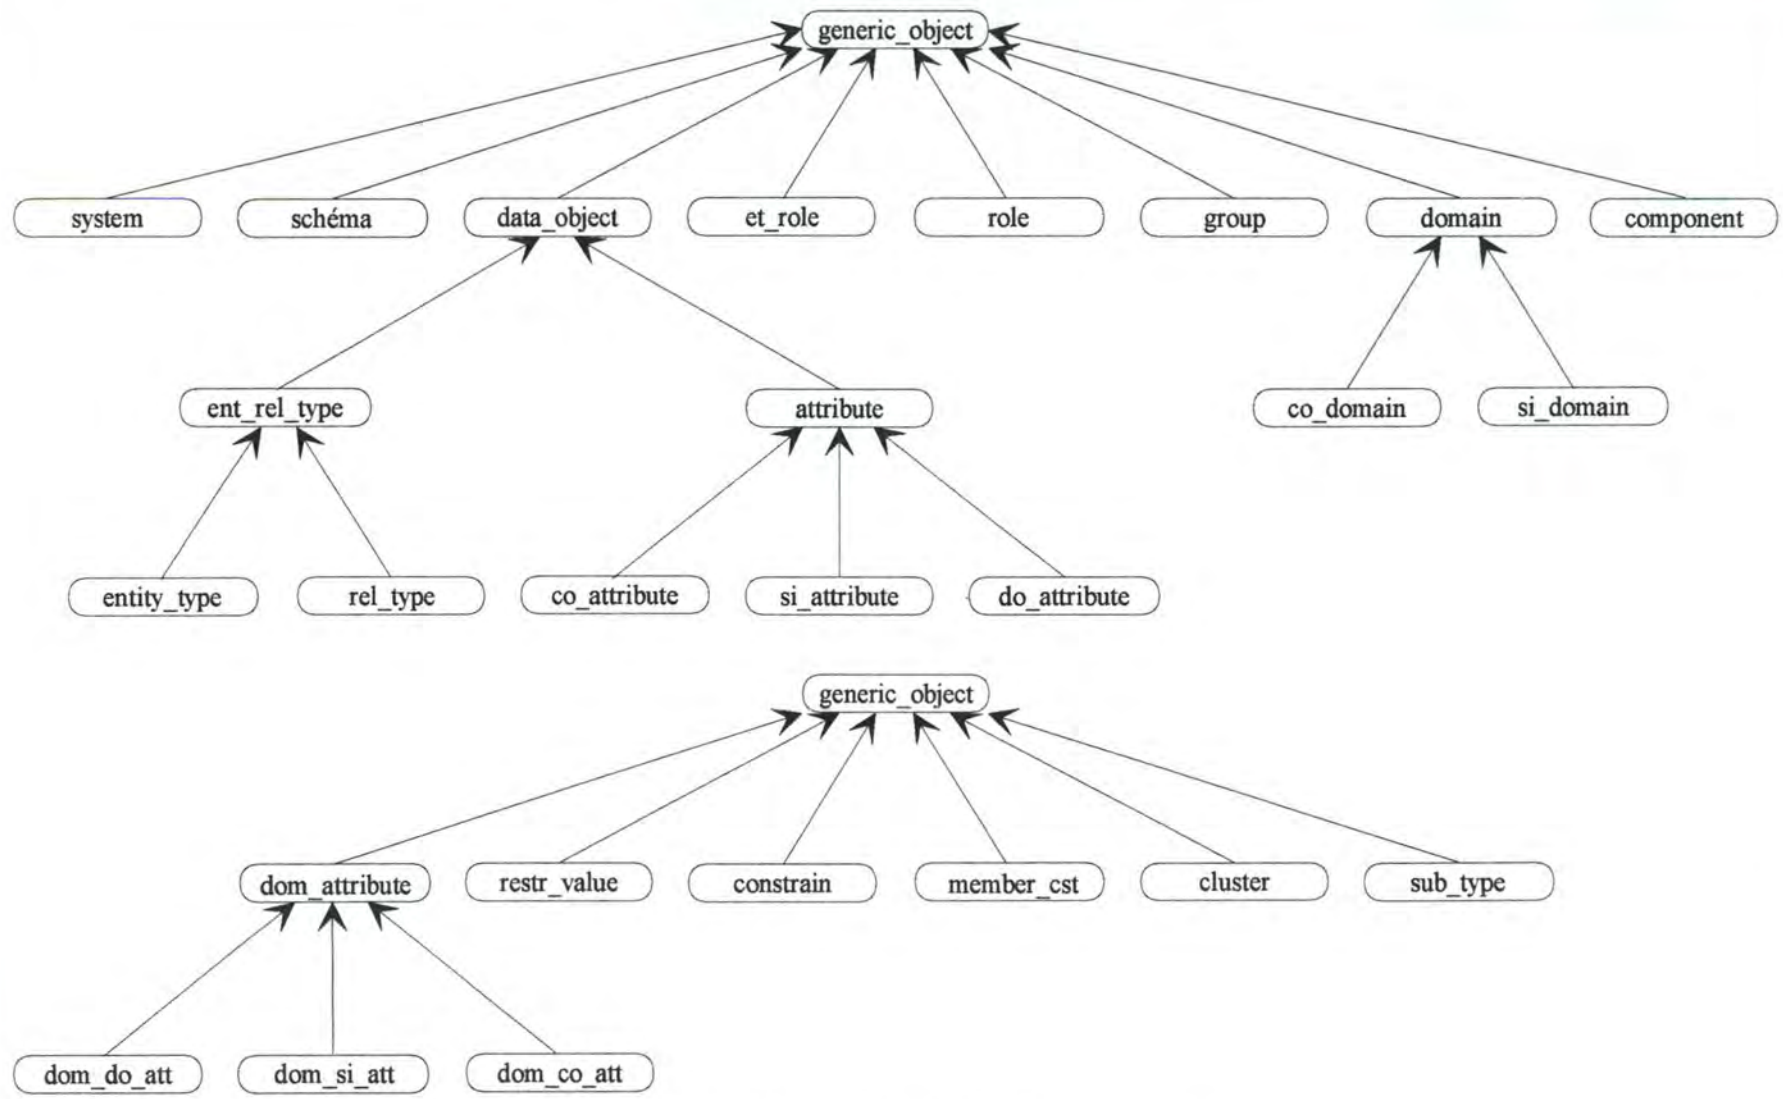 generic_object
system schéma data_object et_role role group domain component
ent_rel_type attribute co_domain si_domain
entity_type rel_type co_attribute si_attribute do_attribute
generic_object
dom_attribute restr_value constrain member_cst cluster sub_type
dom_do_att dom_si_att dom_co_att